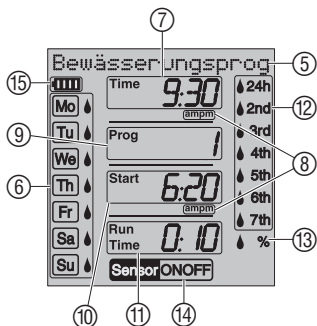 ⑦
Bewässerungsprog ⑤
⑮ Time 9:30 24h
ampm
Mo 2nd ⑫
Tu Prog 1 3rd
⑨ 4th
We ⑧
⑥ Th Start 6:20 5th
ampm 6th
Fr 7th
Sa Run Time 0:10 % ⑬
Su Sensor ONOFF
⑩ ⑪ ⑭